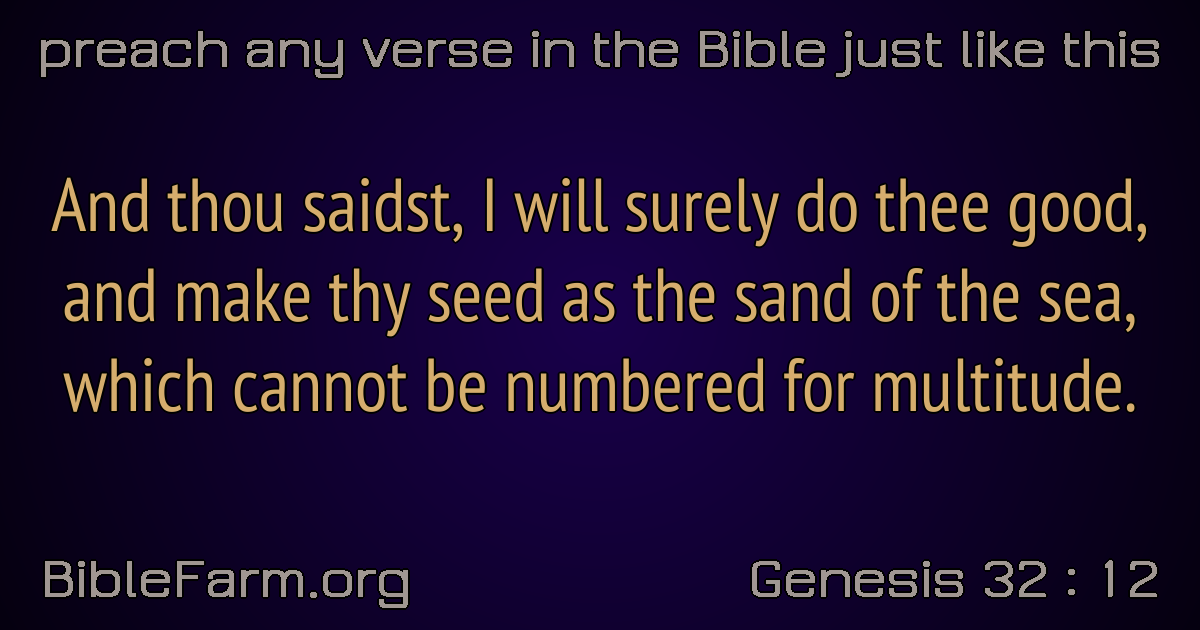 preach any verse in the Bible just like this
And thou saidst, I will surely do thee good,
and make thy seed as the sand of the sea,
which cannot be numbered for multitude.
BibleFarm.org
Genesis 32 : 12